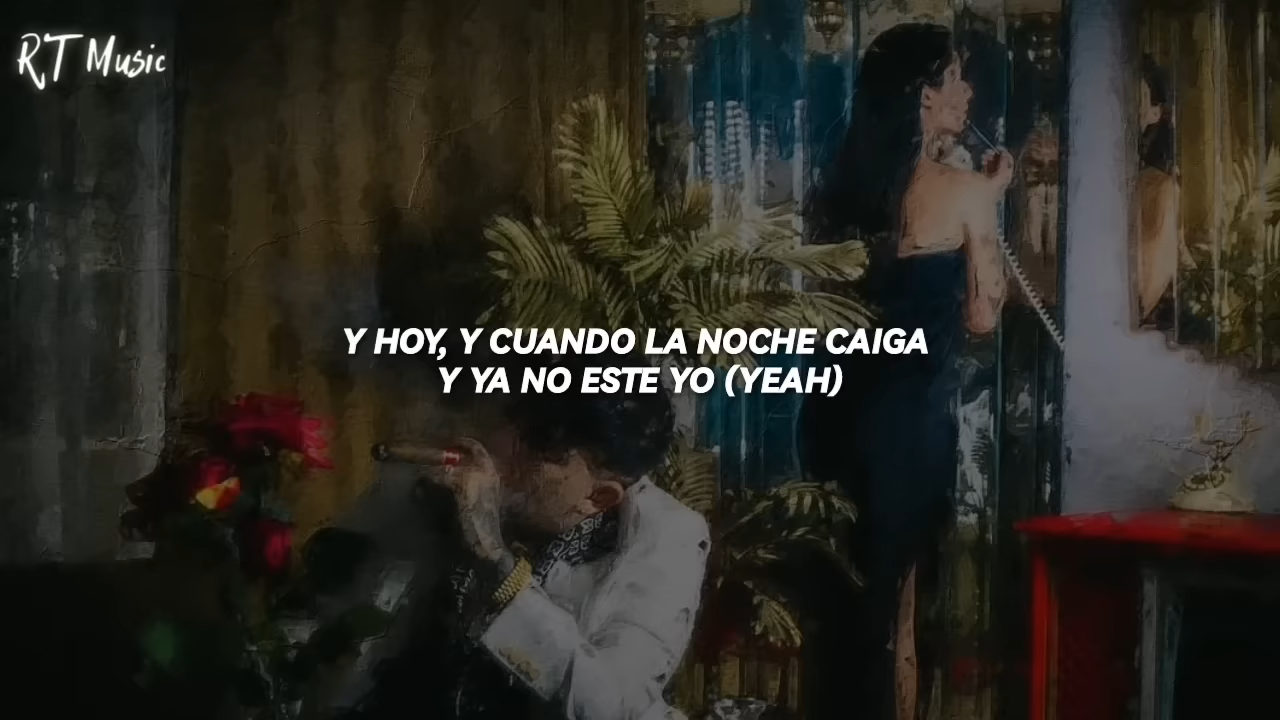 RT Music
Y HOY, Y CUANDO LA NOCHE CAIGA
Y YA NO ESTE YO (YEAH)